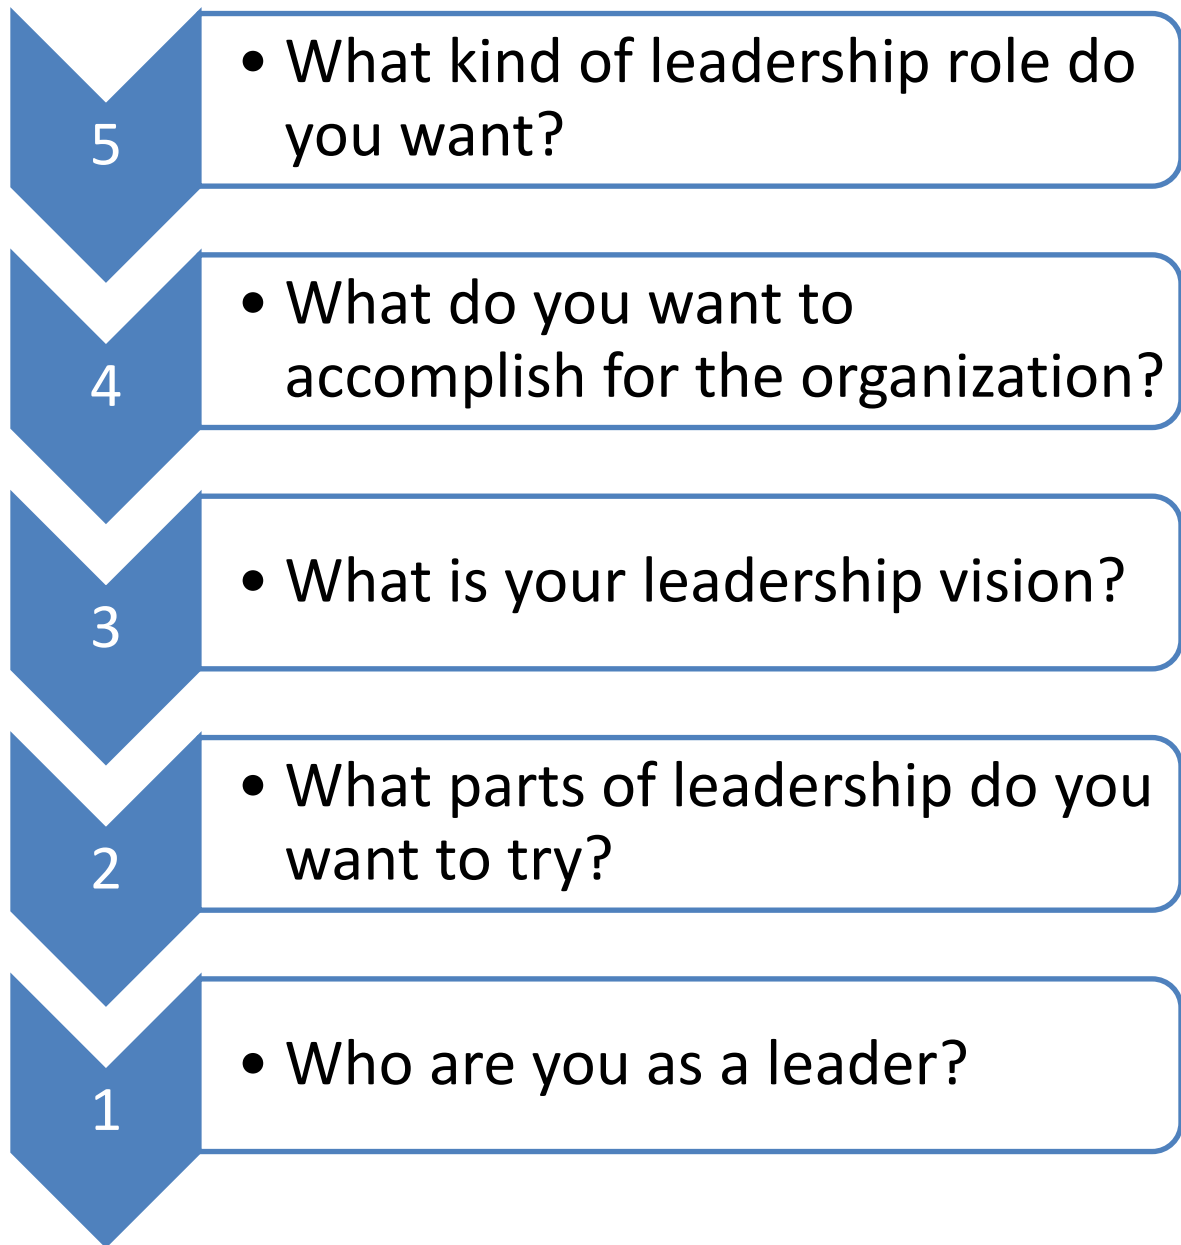 5
• What kind of leadership role do
you want?
4
• What do you want to
accomplish for the organization?
3
• What is your leadership vision?
2
• What parts of leadership do you
want to try?
1
• Who are you as a leader?